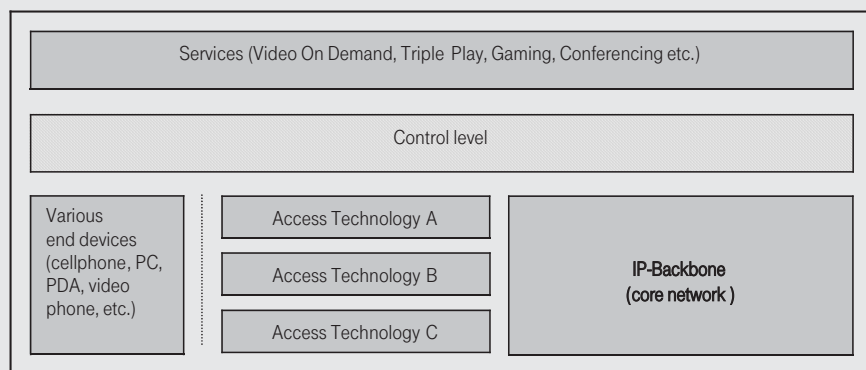 Services (Video On Demand, Triple Play, Gaming, Conferencing etc.)
Control level
Various
end devices
(cellphone, PC,
PDA, video
phone, etc.)
Access Technology A
Access Technology B
Access Technology C
IP-Backbone
(core network )